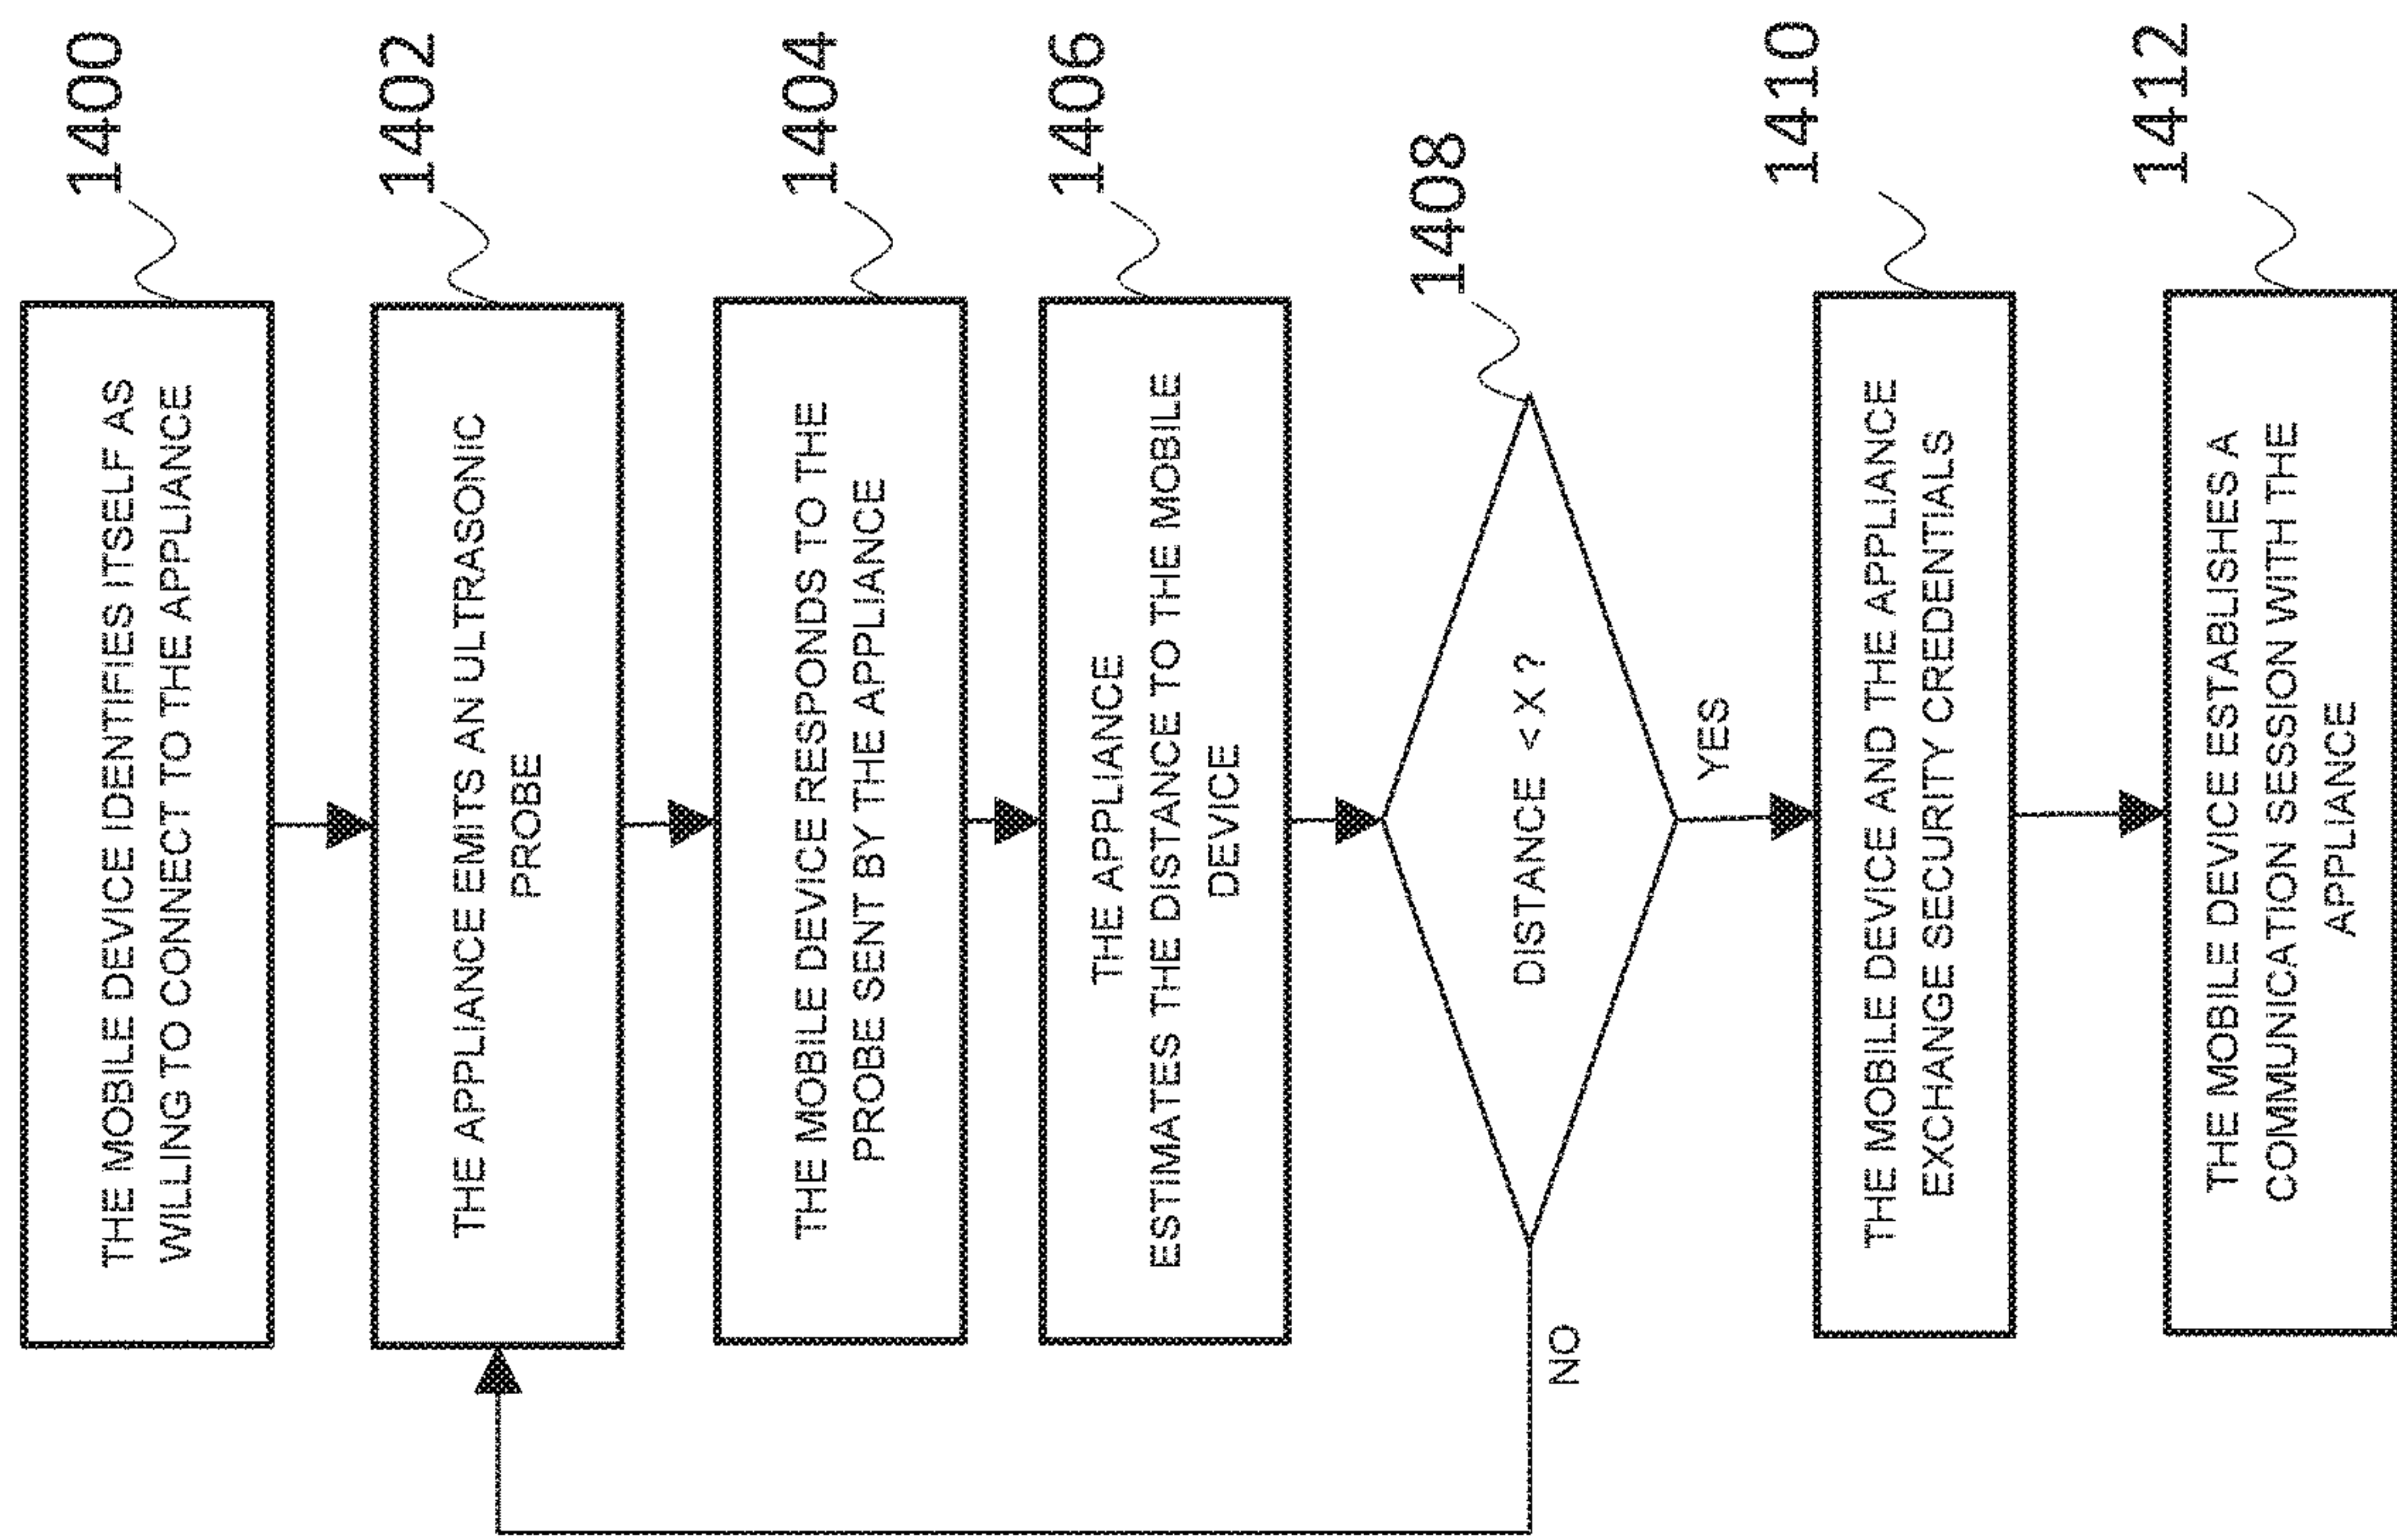 1400
THE MOBILE DEVICE IDENTIFIES ITSELF AS
WILLING TO CONNECT TO THE APPLIANCE
1402
THE APPLIANCE EMITS AN ULTRASONIC
PROBE
1404
THE MOBILE DEVICE RESPONDS TO THE
PROBE SENT BY THE APPLIANCE
1406
THE APPLIANCE
ESTIMATES THE DISTANCE TO THE MOBILE
DEVICE
1408
DISTANCE < X ?
NO
YES
1410
THE MOBILE DEVICE AND THE APPLIANCE
EXCHANGE SECURITY CREDENTIALS
1412
THE MOBILE DEVICE ESTABLISHES A
COMMUNICATION SESSION WITH THE
APPLIANCE